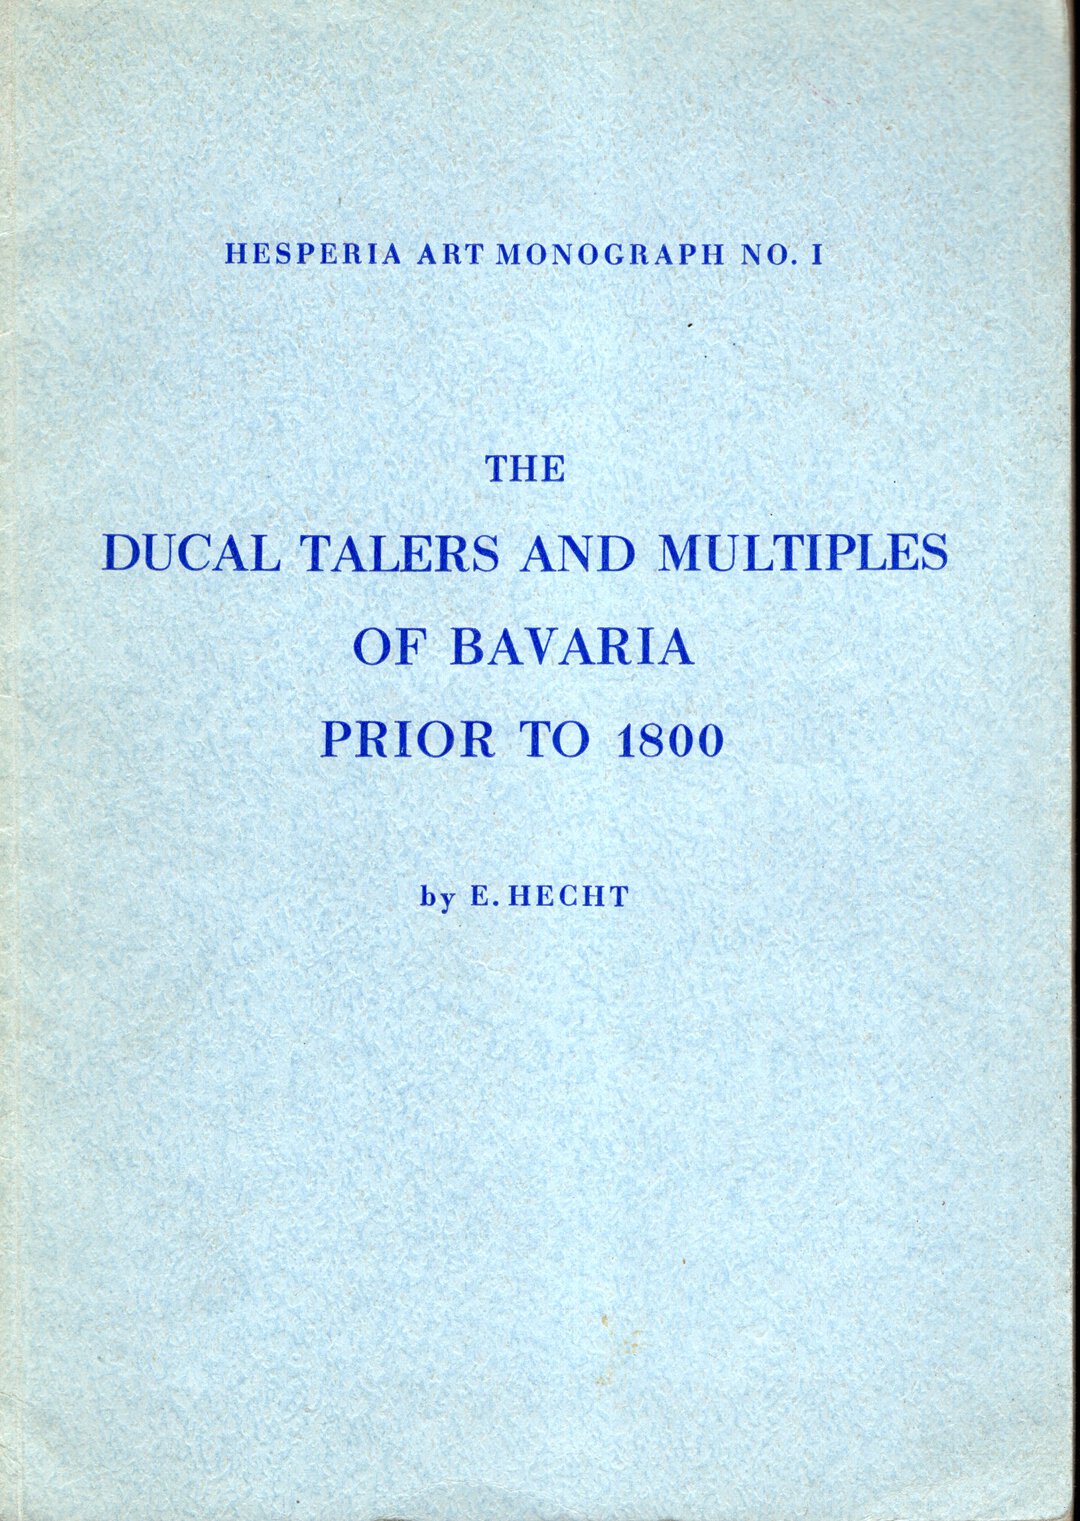 HESPERIA ART MONOGRAPH NO. I
THE
DUCAL TALERS AND MULTIPLES
OF BAVARIA
PRIOR TO 1800
by E. HECHT